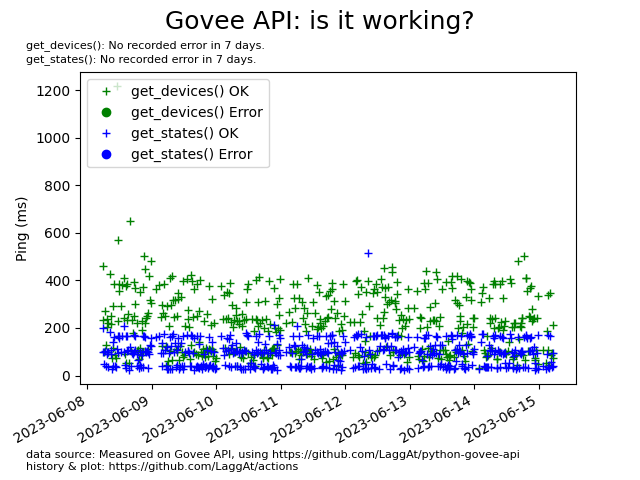 Govee API: is it working?
get_devices(): No recorded error in 7 days.
get_states(): No recorded error in 7 days.
get_devices() OK
get_devices() Error
get_states() OK
get_states() Error
Ping (ms)
1200
1000
800
600
400
200
0
2023-06-08
2023-06-09
2023-06-10
2023-06-11
2023-06-12
2023-06-13
2023-06-14
2023-06-15
data source: Measured on Govee API, using https://github.com/LaggAt/python-govee-api
history & plot: https://github.com/LaggAt/actions